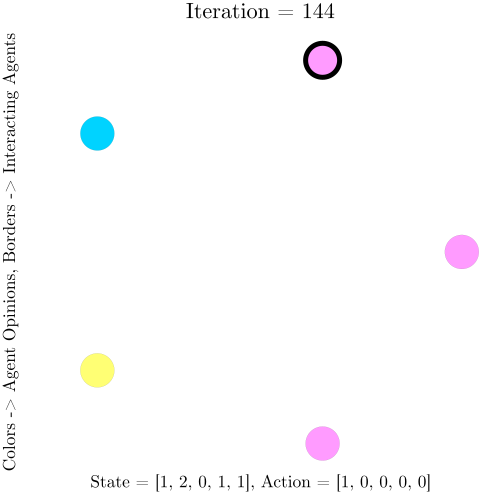 Iteration = 144
Colors -> Agent Opinions, Borders -> Interacting Agents
State = [1, 2, 0, 1, 1], Action = [1, 0, 0, 0, 0]